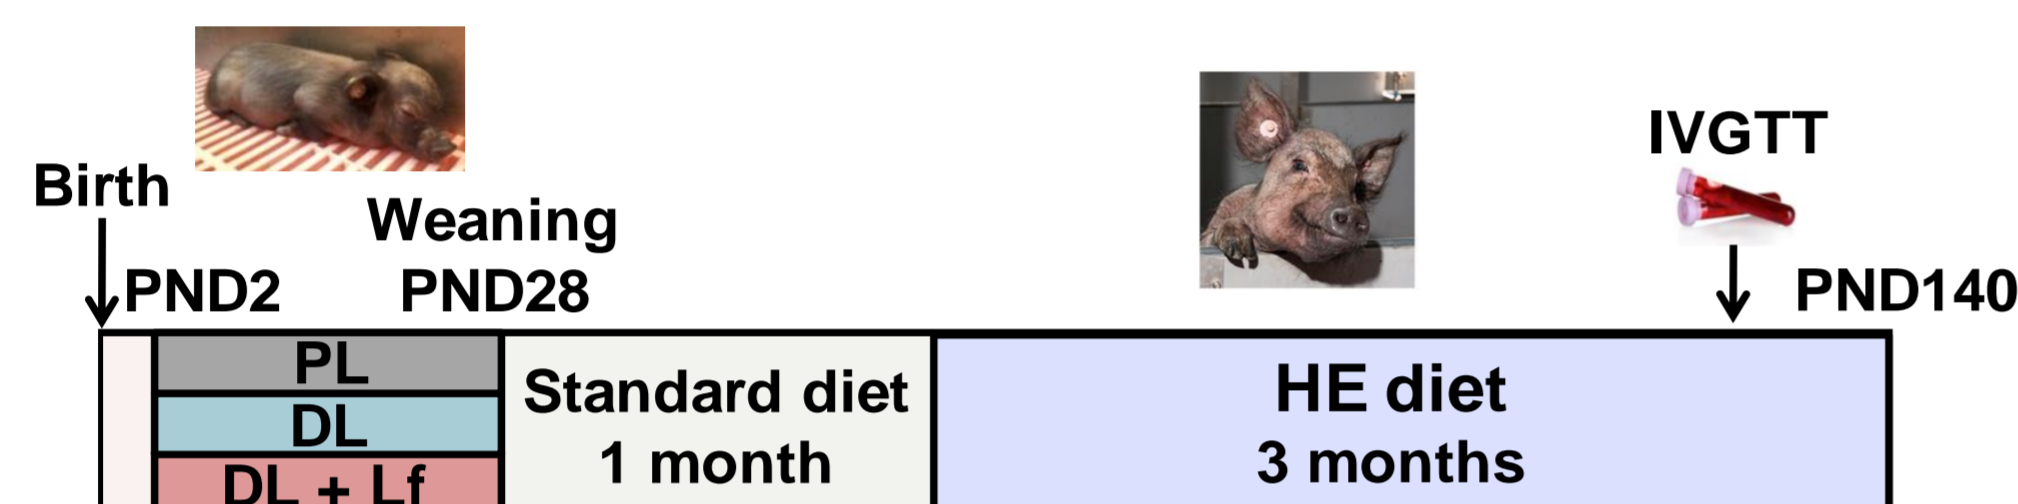 Birth
Weaning
PND2
PND28
IVGTT
PND140
PL
DL
DL + Lf
Standard diet
1 month
HE diet
3 months